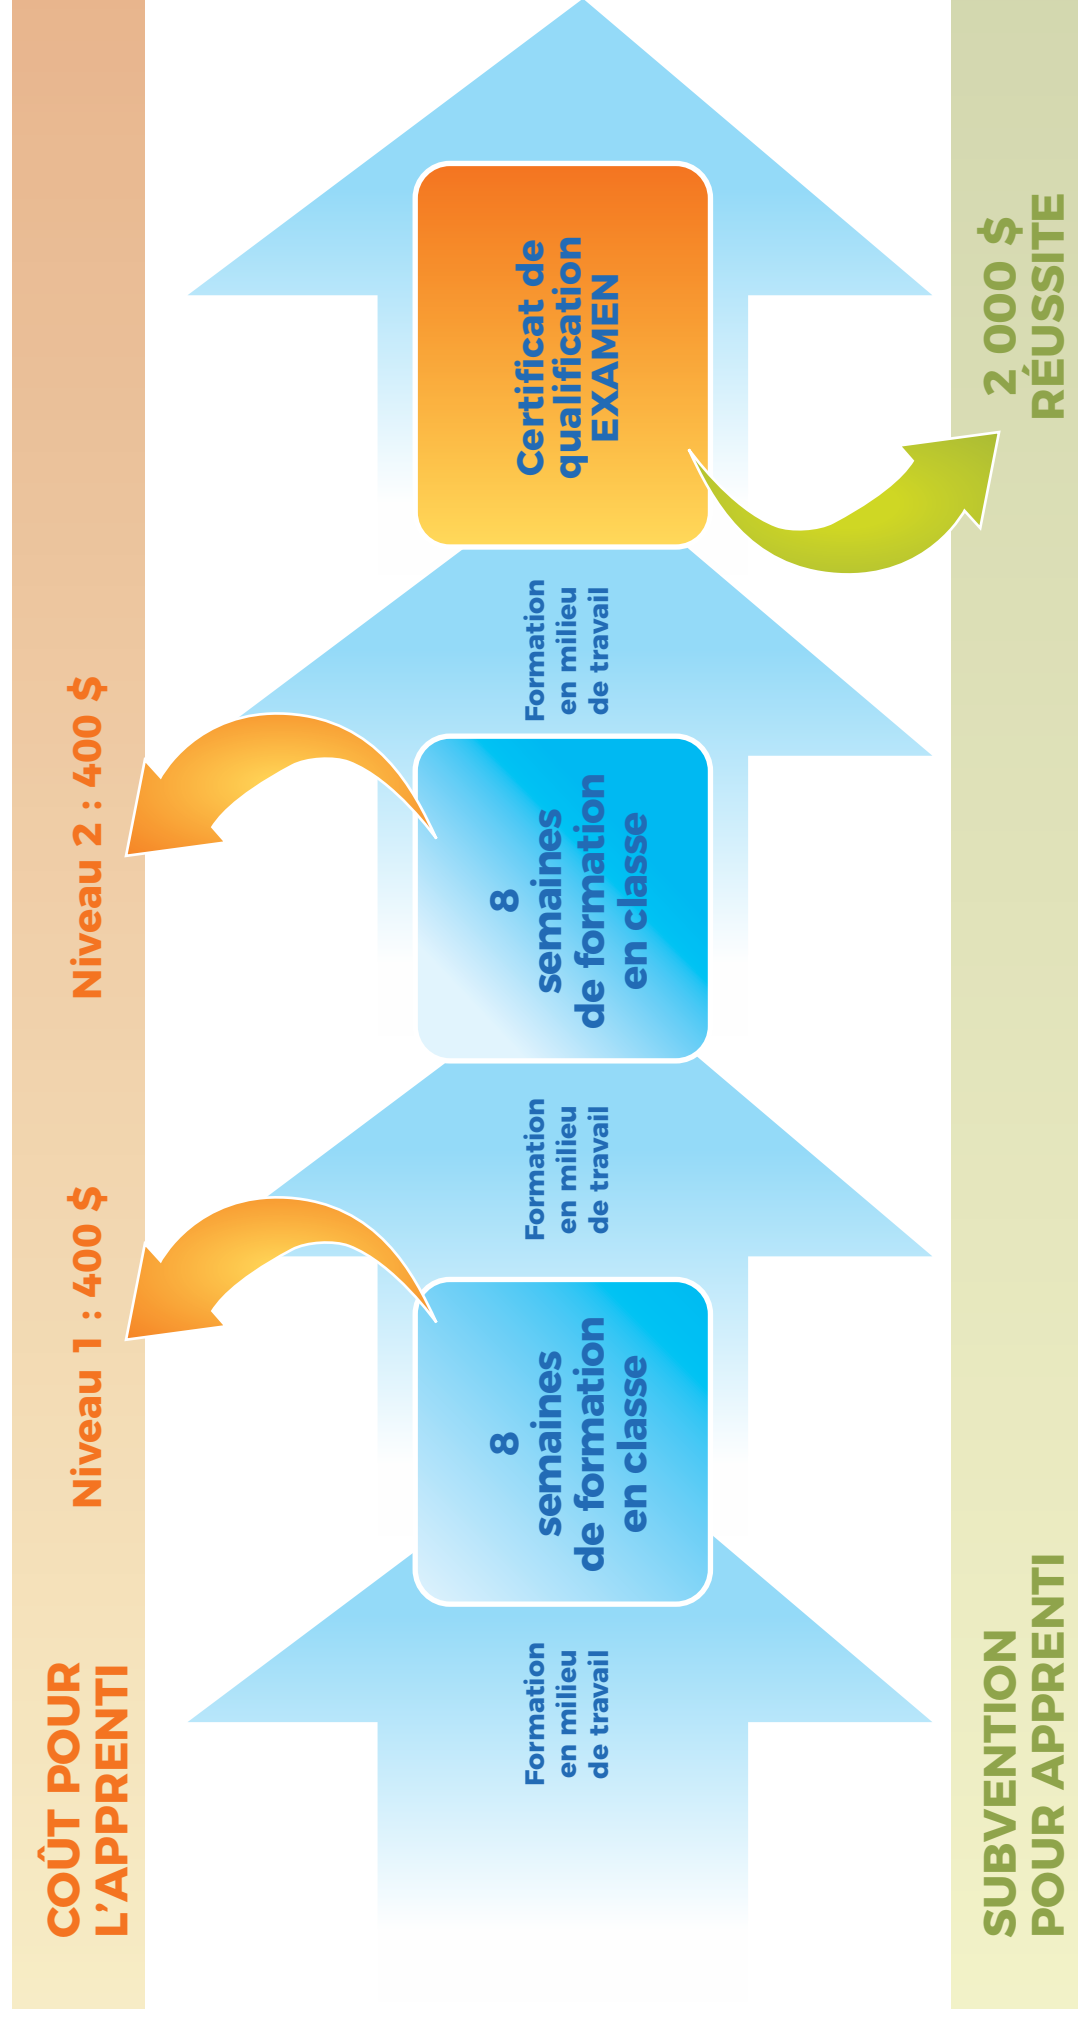 COÛT POUR
L'APPRENTI
Niveau 1 : 400 $
Niveau 2 : 400 $
Formation
en milieu
de travail
8
semaines
de formation
en classe
Formation
en milieu
de travail
8
semaines
de formation
en classe
Formation
en milieu
de travail
Certificat de
qualification
EXAMEN
SUBVENTION
POUR APPRENTI
2 000 $
RÉUSSITE